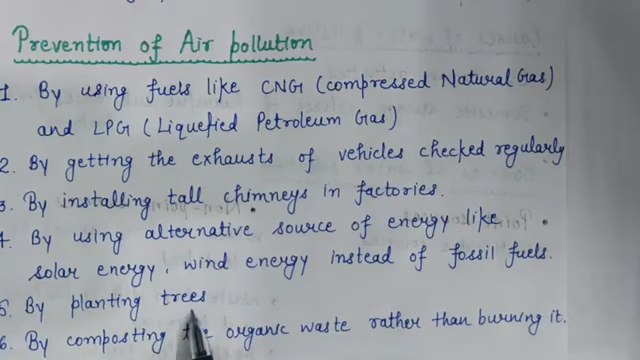 Prevention of Air pollution
1. By using fuels like CNG (compressed Natural Gas)
and LPG (Liquefied Petroleum Gas)
2. By getting the exhausts of vehicles checked regularly
3. By installing tall chimneys in factories.
4. By using alternative source of energy like
solar energy, wind energy instead of fossil fuels.
5. By planting trees
6. By composting the organic waste rather than burning it.